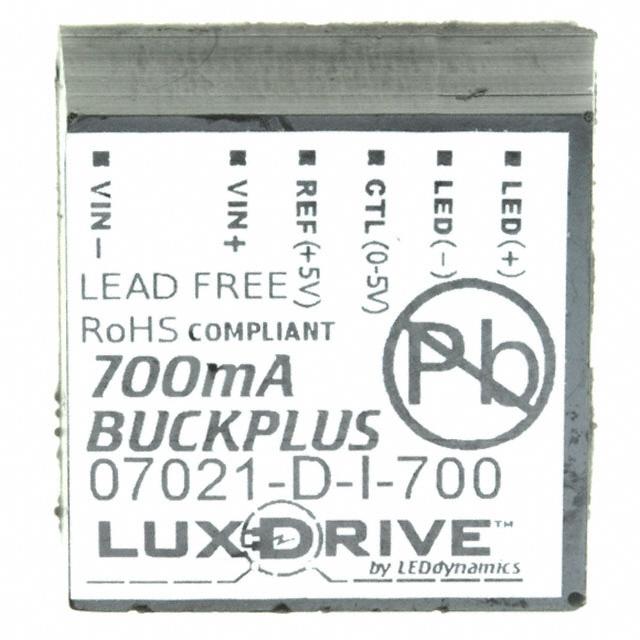 VIN-
VIN+
REF(+5V)
CTL(0-5V)
LED(-)
LED(+)
LEAD FREE
RoHS COMPLIANT
Pb
700mA
BUCKPLUS
07021-D-I-700
LUXDRIVE™
by LEDdynamics